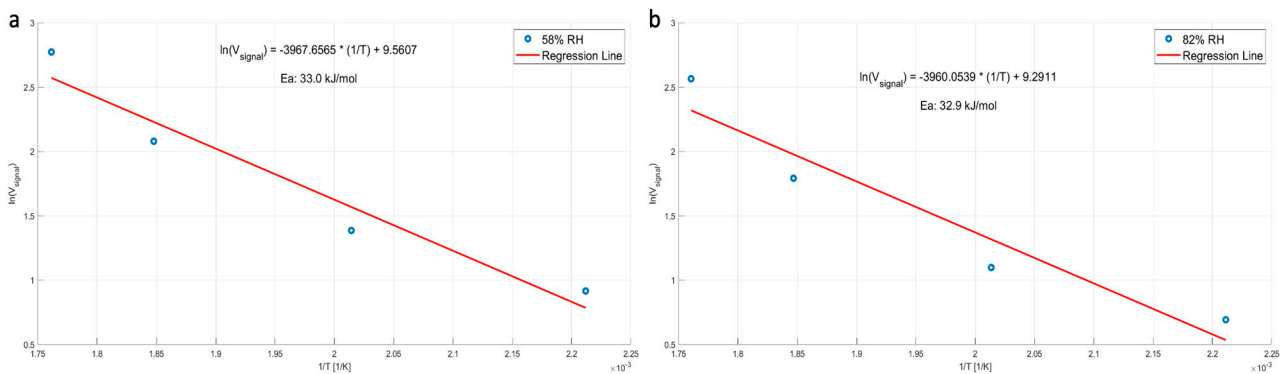 a
3
2.5
2
1.5
1
0.5
ln(V_signal)
ln(V_signal) = -3967.6565 * (1/T) + 9.5607
Ea: 33.0 kJ/mol
58% RH
Regression Line
1.75
1.8
1.85
1.9
1.95
2
2.05
2.1
2.15
2.2
2.25
1/T [1/K]
×10⁻³
b
3
2.5
2
1.5
1
0.5
ln(V_signal)
ln(V_signal) = -3960.0539 * (1/T) + 9.2911
Ea: 32.9 kJ/mol
82% RH
Regression Line
1.75
1.8
1.85
1.9
1.95
2
2.05
2.1
2.15
2.2
2.25
1/T [1/K]
×10⁻³